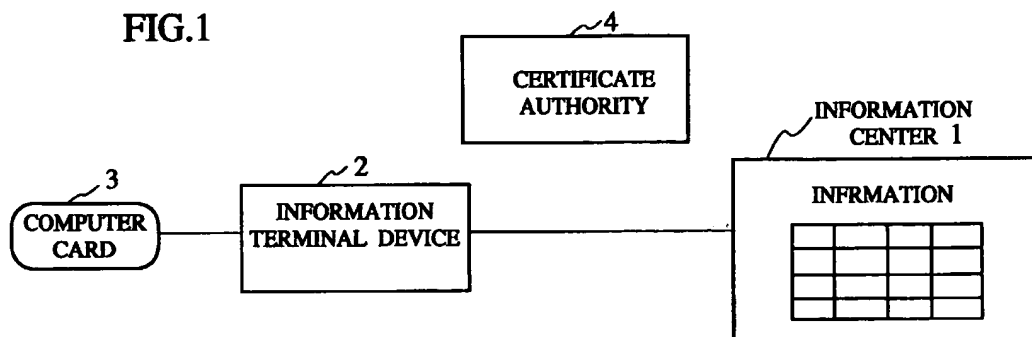 FIG.1
4
CERTIFICATE
AUTHORITY
INFORMATION
CENTER 1
3
COMPUTER
CARD
2
INFORMATION
TERMINAL DEVICE
INFRMATION